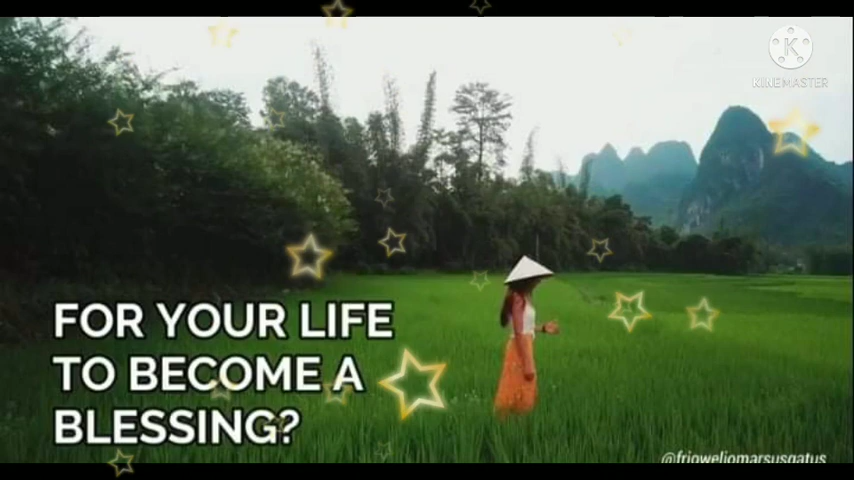 KINEMASTER
FOR YOUR LIFE
TO BECOME A
BLESSING?